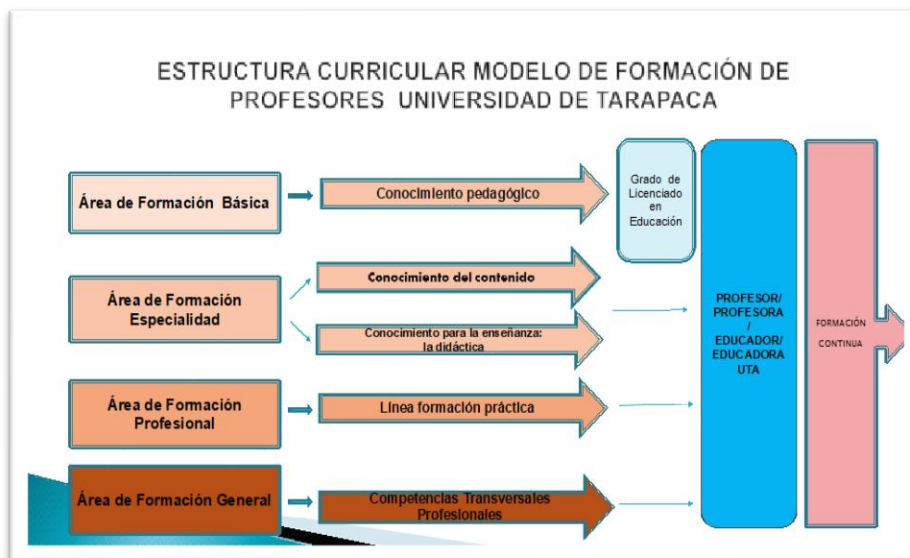 ESTRUCTURA CURRICULAR MODELO DE FORMACIÓN DE
PROFESORES UNIVERSIDAD DE TARAPACA
Área de Formación Básica
Conocimiento pedagógico
Grado de
Licenciado
en
Educación
Área de Formación
Especialidad
Conocimiento del contenido
Conocimiento para la enseñanza:
la didáctica
Área de Formación
Profesional
Línea formación práctica
Área de Formación General
Competencias Transversales
Profesionales
PROFESOR/
PROFESORA
/
EDUCADOR/
EDUCADORA
UTA
FORMACIÓN
CONTINUA